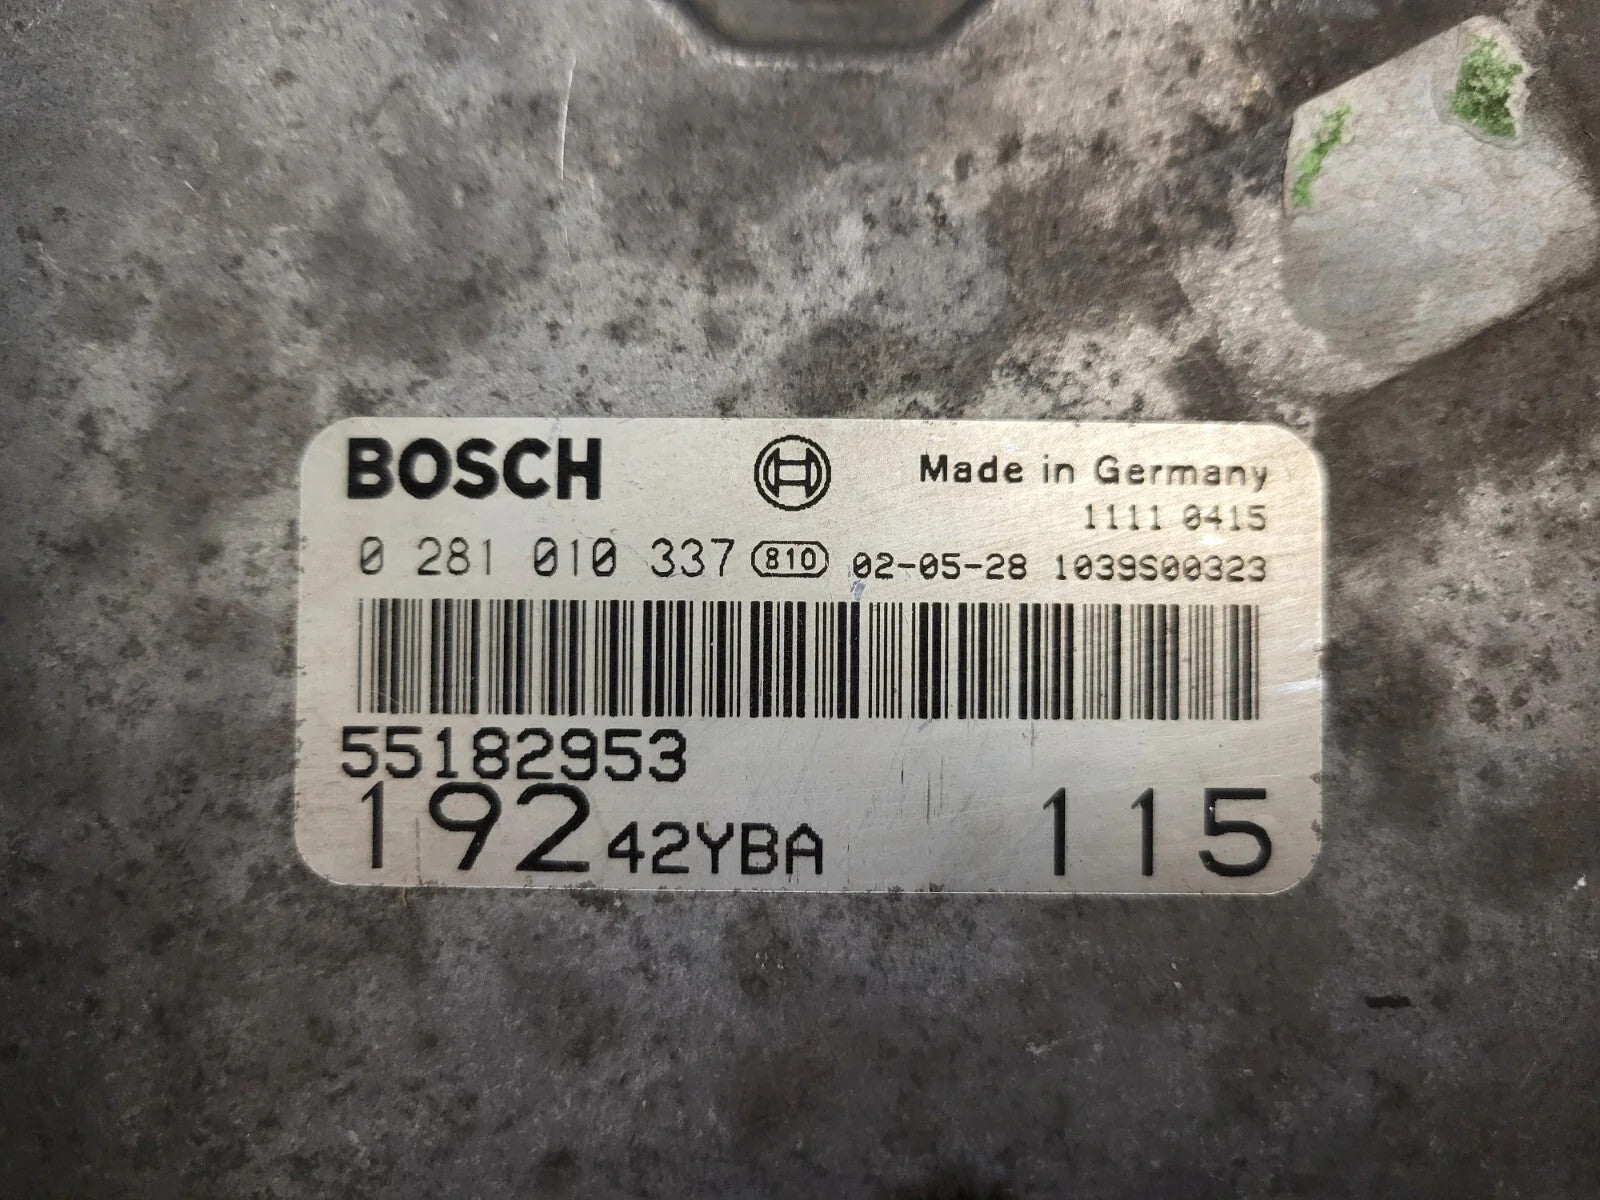 BOSCH Made in Germany
1111 0415
0 281 010 337 810 02-05-28 1039S00323
55182953
192 42YBA 115